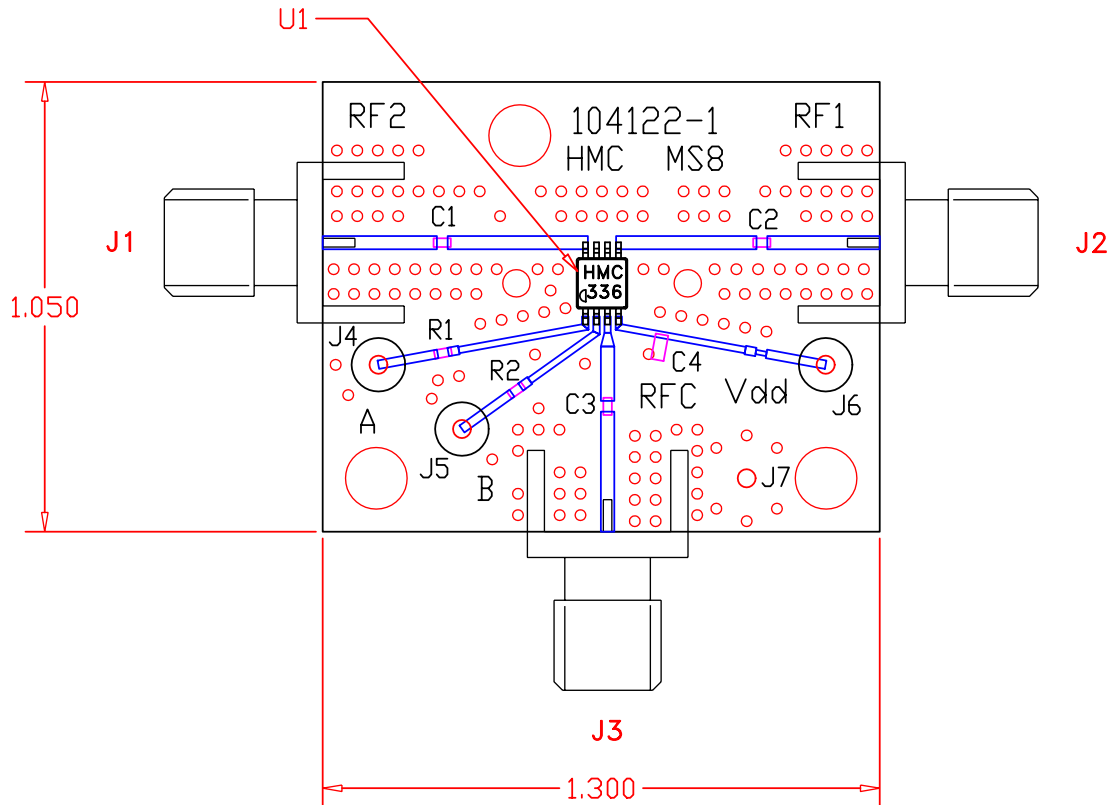 U1
RF2
104122-1
RF1
HMC MS8
C1
C2
J1
J2
HMC
336
1.050
J4
R1
R2
C4
C3
RFC
Vdd
J6
A
J5
B
J7
J3
1.300